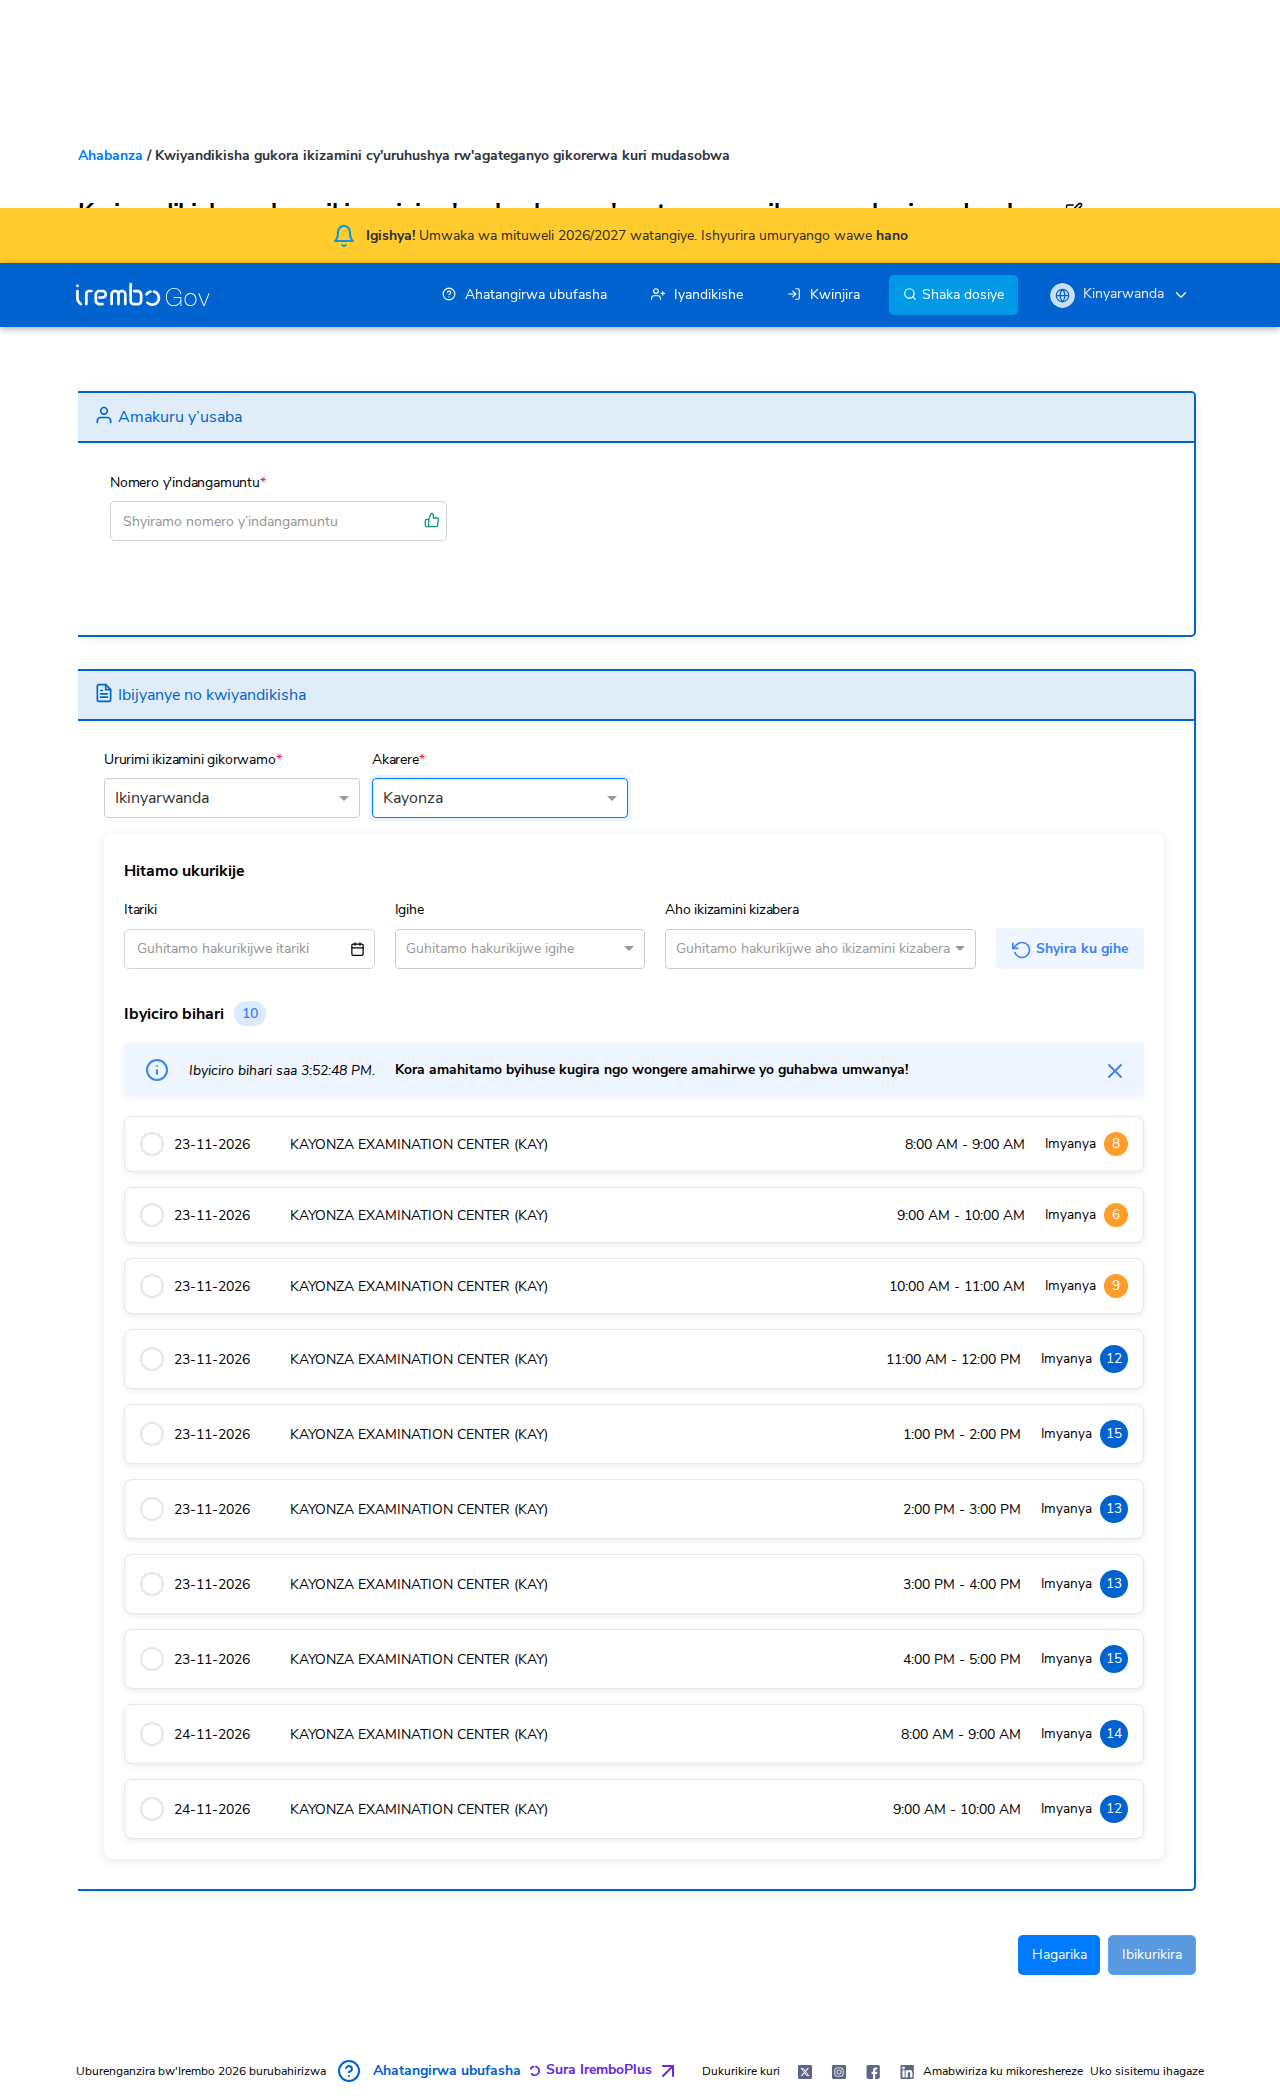 Ahabanza / Kwiyandikisha gukora ikizamini cy'uruhushya rw'agateganyo gikorerwa kuri mudasobwa
Igishya! Umwaka wa mituweli 2026/2027 watangiye. Ishyurira umuryango wawe hano
irembo Gov
Ahatangirwa ubufasha
Iyandikishe
Kwinjira
Shaka dosiye
Kinyarwanda
Amakuru y’usaba
Nomero y'indangamuntu*
Shyiramo nomero y’indangamuntu
Ibijyanye no kwiyandikisha
Ururimi ikizamini gikorwamo*
Akarere*
Ikinyarwanda
Kayonza
Hitamo ukurikije
Itariki
Igihe
Aho ikizamini kizabera
Guhitamo hakurikijwe itariki
Guhitamo hakurikijwe igihe
Guhitamo hakurikijwe aho ikizamini kizabera
Shyira ku gihe
Ibyiciro bihari 10
Ibyiciro bihari saa 3:52:48 PM. Kora amahitamo byihuse kugira ngo wongere amahirwe yo guhabwa umwanya!
23-11-2026 KAYONZA EXAMINATION CENTER (KAY) 8:00 AM - 9:00 AM Imyanya 8
23-11-2026 KAYONZA EXAMINATION CENTER (KAY) 9:00 AM - 10:00 AM Imyanya 6
23-11-2026 KAYONZA EXAMINATION CENTER (KAY) 10:00 AM - 11:00 AM Imyanya 9
23-11-2026 KAYONZA EXAMINATION CENTER (KAY) 11:00 AM - 12:00 PM Imyanya 12
23-11-2026 KAYONZA EXAMINATION CENTER (KAY) 1:00 PM - 2:00 PM Imyanya 15
23-11-2026 KAYONZA EXAMINATION CENTER (KAY) 2:00 PM - 3:00 PM Imyanya 13
23-11-2026 KAYONZA EXAMINATION CENTER (KAY) 3:00 PM - 4:00 PM Imyanya 13
23-11-2026 KAYONZA EXAMINATION CENTER (KAY) 4:00 PM - 5:00 PM Imyanya 15
24-11-2026 KAYONZA EXAMINATION CENTER (KAY) 8:00 AM - 9:00 AM Imyanya 14
24-11-2026 KAYONZA EXAMINATION CENTER (KAY) 9:00 AM - 10:00 AM Imyanya 12
Hagarika
Ibikurikira
Uburenganzira bw'Irembo 2026 burubahirizwa
Ahatangirwa ubufasha
Sura IremboPlus
Dukurikire kuri
Amabwiriza ku mikoreshereze
Uko sisitemu ihagaze